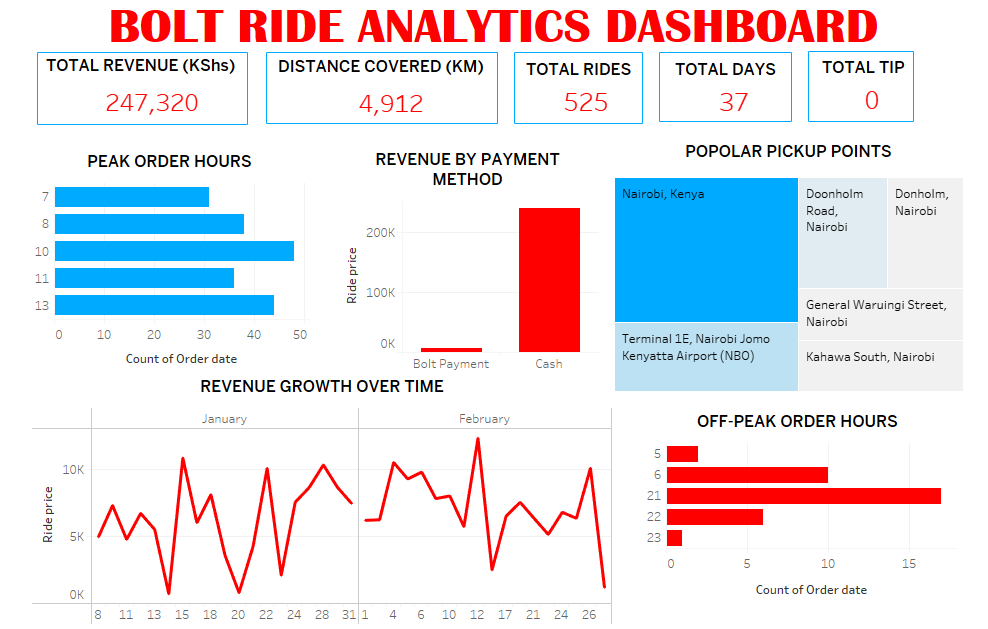 BOLT RIDE ANALYTICS DASHBOARD
TOTAL REVENUE (KShs)
247,320
DISTANCE COVERED (KM)
4,912
TOTAL RIDES
525
TOTAL DAYS
37
TOTAL TIP
0
PEAK ORDER HOURS
7
8
10
11
13
0 10 20 30 40 50
Count of Order date
REVENUE BY PAYMENT
METHOD
Ride price
200K
100K
0K
Bolt Payment Cash
POPOLAR PICKUP POINTS
Nairobi, Kenya
Terminal 1E, Nairobi Jomo
Kenyatta Airport (NBO)
Doonholm
Road,
Nairobi
Donholm,
Nairobi
General Waruingi Street,
Nairobi
Kahawa South, Nairobi
REVENUE GROWTH OVER TIME
January February
Ride price
10K
5K
0K
8 11 13 15 18 20 22 24 26 28 31 1 4 6 10 12 14 17 21 24 26
OFF-PEAK ORDER HOURS
5
6
21
22
23
0 5 10 15
Count of Order date